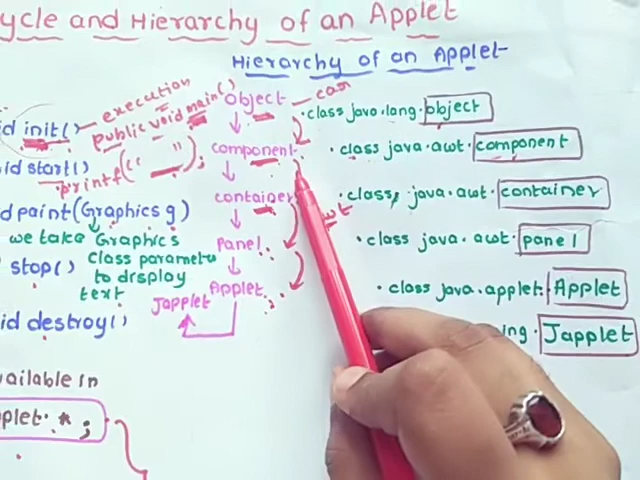 ycle and Hierarchy of an Applet
Hierarchy of an Applet
execution
public void main()
printf(" ");
id init()
id start()
d paint(Graphics g)
we take Graphics
class parameter
to display
text
stop()
id destroy()
vailable in
plet.*;
object
component
container
Panel
Applet
Japplet
awt
.class java.lang.object
.class java.awt.component
.class, java.awt.container
.class java.awt.panel
.class java.applet.Applet
ing.Japplet